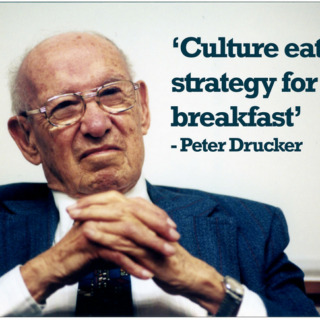 ‘Culture eat
strategy for
breakfast’
- Peter Drucker